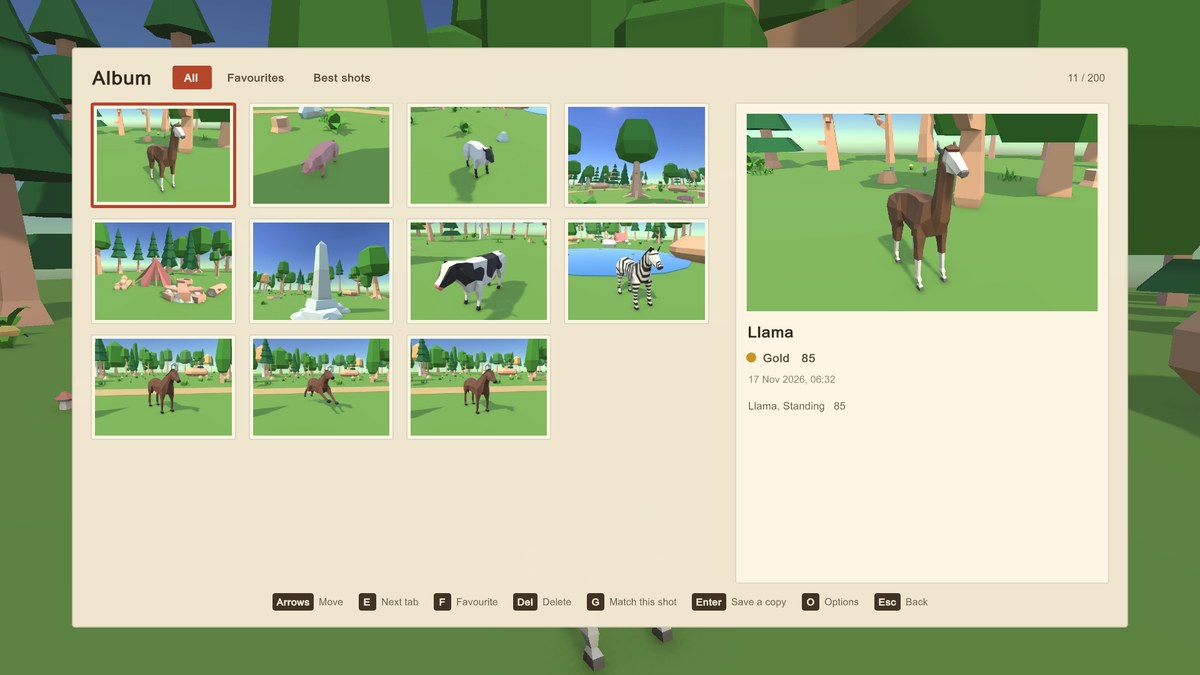 Album All Favourites Best shots 11 / 200
Llama
Gold 85
17 Nov 2026, 06:32
Llama, Standing 85
Arrows Move E Next tab F Favourite Del Delete G Match this shot Enter Save a copy O Options Esc Back